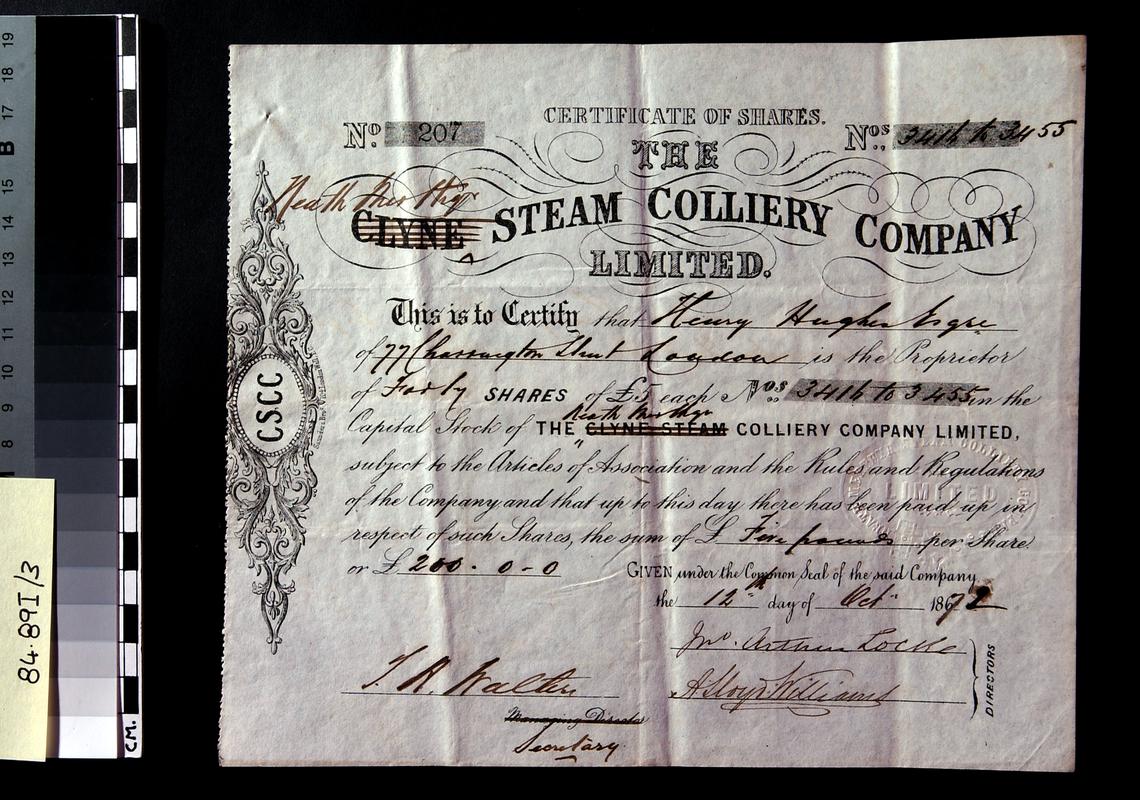 CERTIFICATE OF SHARES.
No. 207
Nos. 3416 to 3455
THE
Neath Merthyr
CLYNE STEAM COLLIERY COMPANY
LIMITED.
This is to Certify that Henry Hughes Esqre
of 77 Charrington Street London is the Proprietor
of Forty SHARES of £5 each Nos. 3416 to 3455 in the
Neath Merthyr
Capital Stock of THE CLYNE STEAM COLLIERY COMPANY LIMITED,
subject to the Articles of Association and the Rules and Regulations
of the Company and that up to this day there has been paid up in
respect of such Shares, the sum of £ Five pounds per Share.
or £ 200 . 0 - 0
GIVEN under the Common Seal of the said Company
the 12th day of Oct 1872
Jno. Arthur Locke
A Lloyd Williams
DIRECTORS
T. H. Walter
Managing Director
Secretary
C.S.C.C
LIMITED
84.89I/3
CM.
B
19
18
17
16
15
14
13
12
11
10
9
8